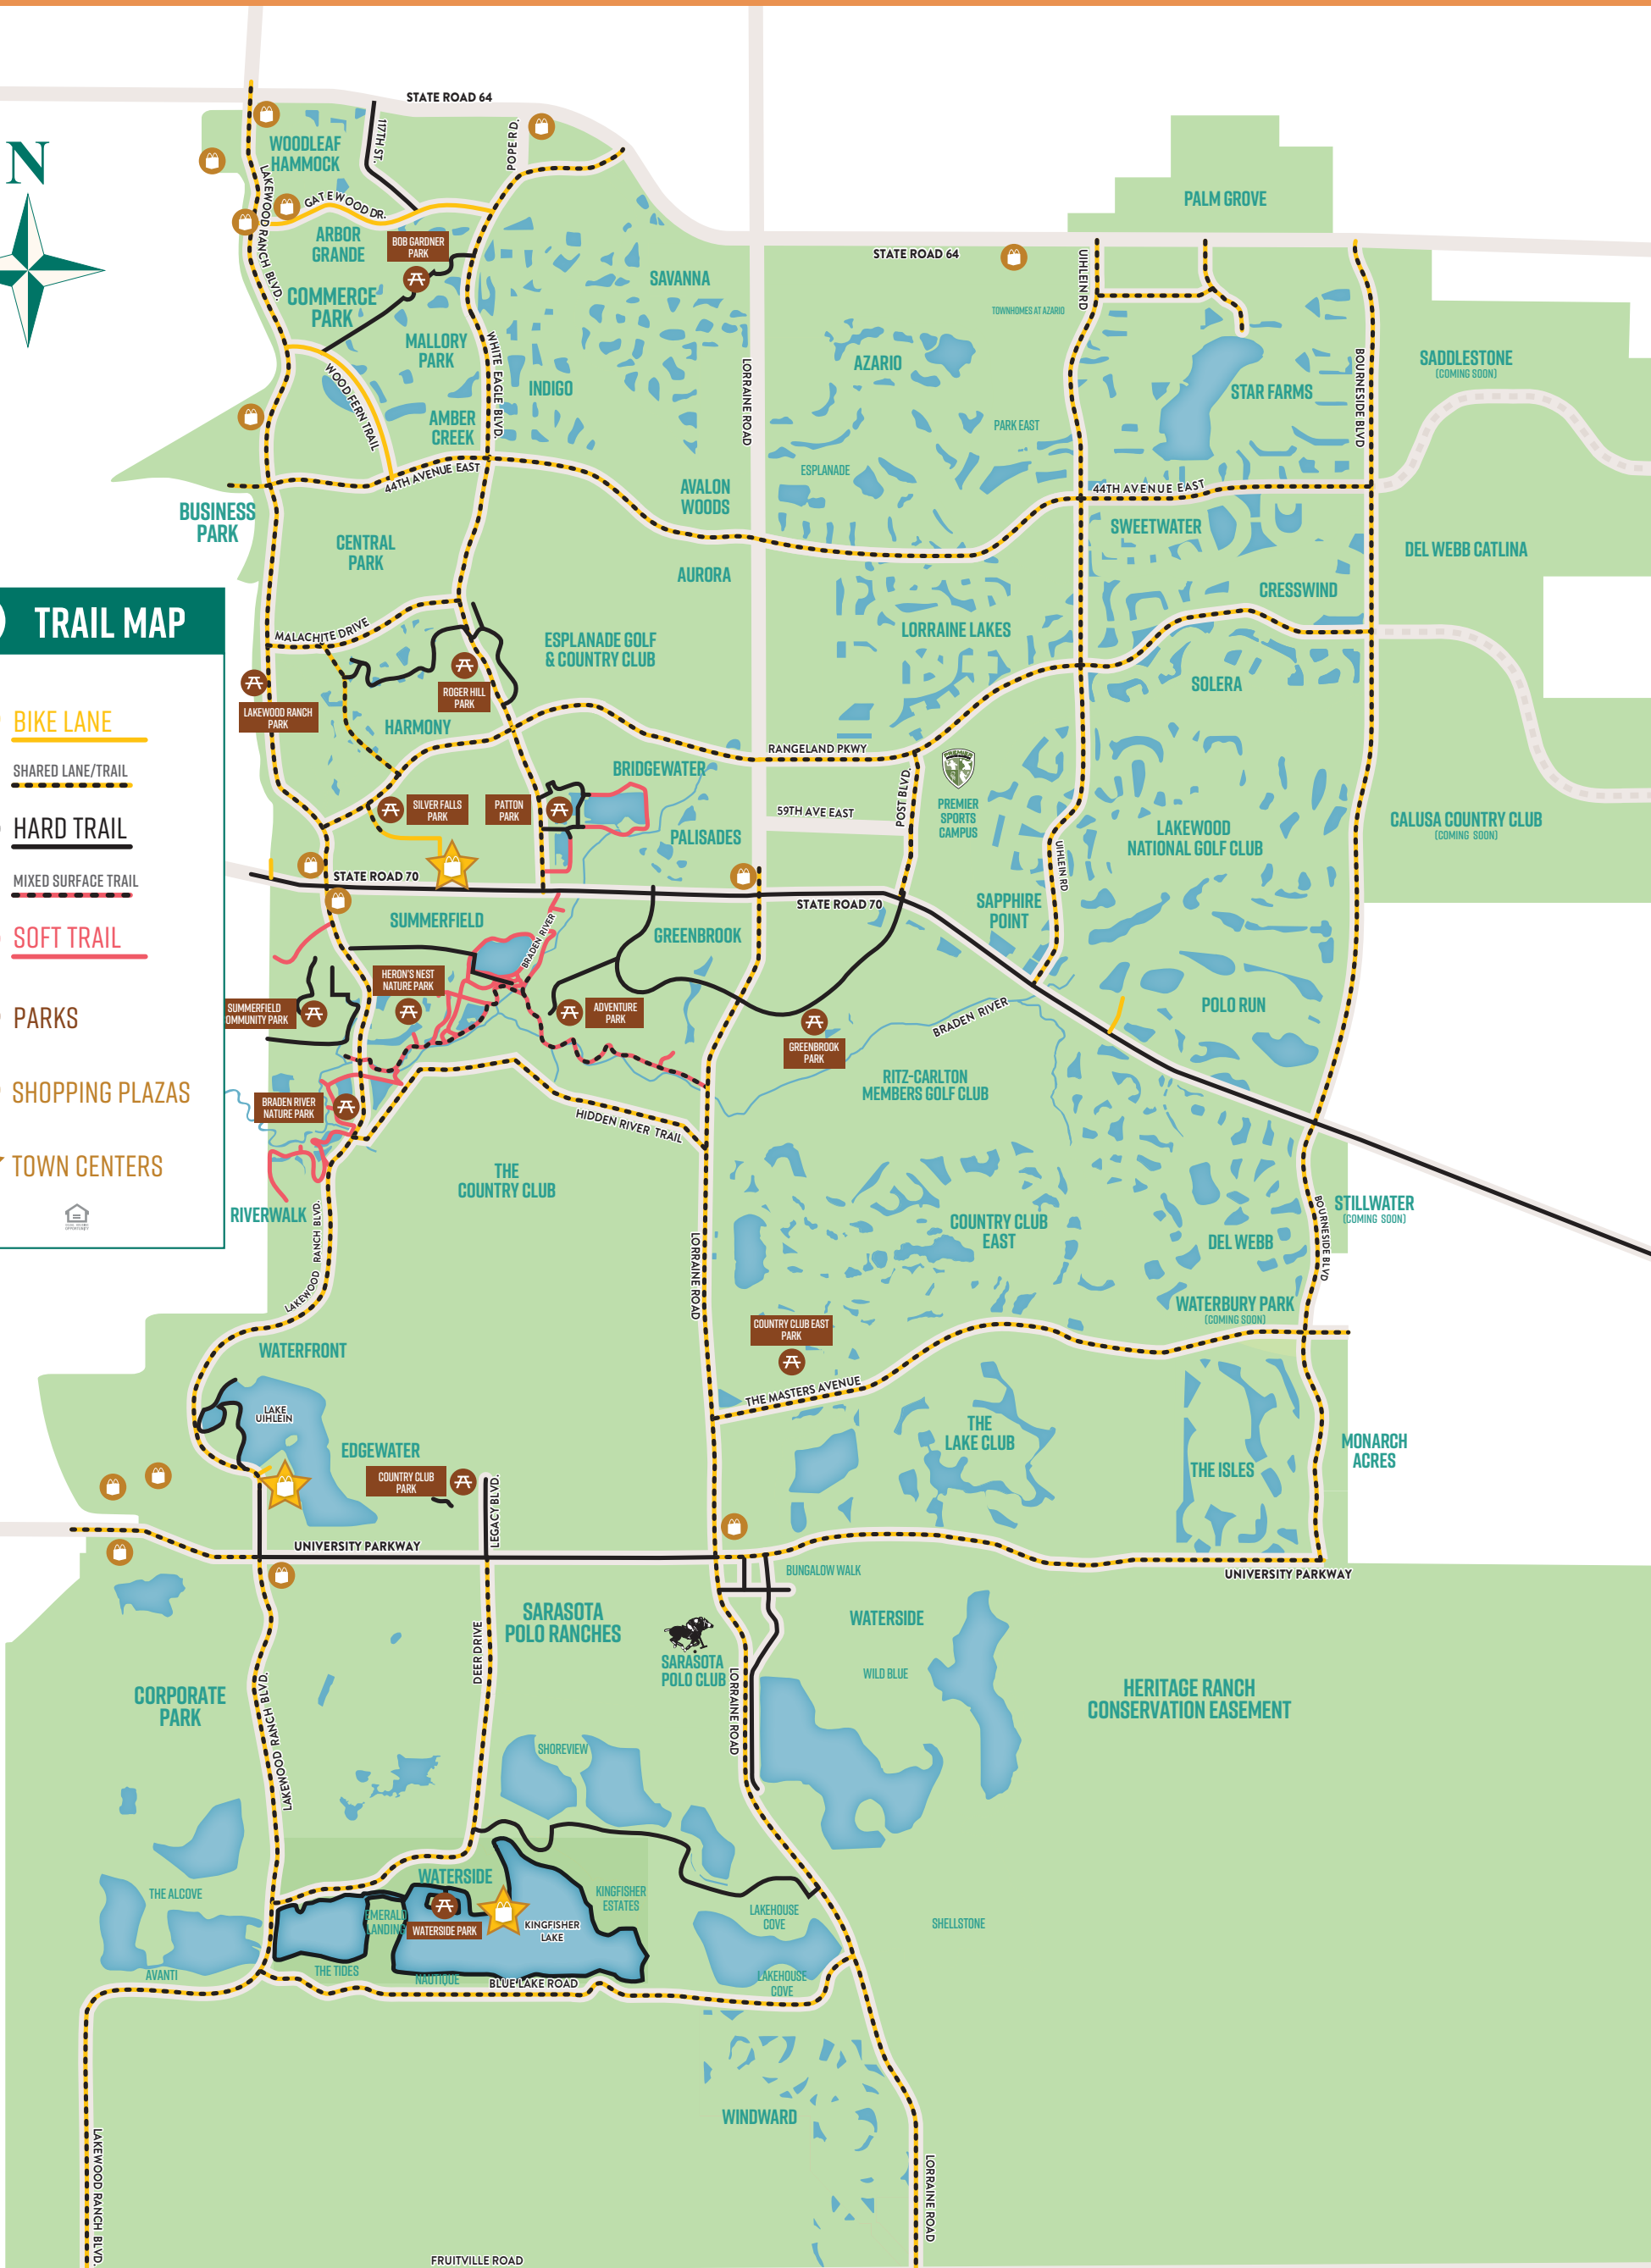 STATE ROAD 64
117TH ST.
POPE RD.
WOODLEAF
HAMMOCK
N
LAKEWOOD RANCH BLVD.
GATEWOOD DR.
ARBOR
GRANDE
BOB GARDNER
PARK
PALM GROVE
STATE ROAD 64
UIHLEIN RD
SAVANNA
COMMERCE
PARK
TOWNHOMES AT AZARIO
MALLORY
PARK
WHITE EAGLE BLVD.
INDIGO
LORRAINE ROAD
AZARIO
BOURNESIDE BLVD
SADDLESTONE
(COMING SOON)
STAR FARMS
WOOD FERN TRAIL
AMBER
CREEK
PARK EAST
44TH AVENUE EAST
ESPLANADE
44TH AVENUE EAST
AVALON
WOODS
BUSINESS
PARK
SWEETWATER
CENTRAL
PARK
DEL WEBB CATLINA
AURORA
CRESSWIND
TRAIL MAP
MALACHITE DRIVE
ESPLANADE GOLF
& COUNTRY CLUB
LORRAINE LAKES
ROGER HILL
PARK
SOLERA
LAKEWOOD RANCH
PARK
BIKE LANE
HARMONY
RANGELAND PKWY
SHARED LANE/TRAIL
BRIDGEWATER
PREMIER
SILVER FALLS
PARK
PATTON
PARK
POST BLVD.
PREMIER
SPORTS
CAMPUS
59TH AVE EAST
HARD TRAIL
PALISADES
LAKEWOOD
NATIONAL GOLF CLUB
CALUSA COUNTRY CLUB
(COMING SOON)
UIHLEIN RD
MIXED SURFACE TRAIL
STATE ROAD 70
STATE ROAD 70
SAPPHIRE
POINT
SUMMERFIELD
BRADEN RIVER
GREENBROOK
SOFT TRAIL
HERON'S NEST
NATURE PARK
SUMMERFIELD
OMMUNITY PARK
ADVENTURE
PARK
PARKS
BRADEN RIVER
POLO RUN
GREENBROOK
PARK
SHOPPING PLAZAS
RITZ-CARLTON
MEMBERS GOLF CLUB
BRADEN RIVER
NATURE PARK
HIDDEN RIVER TRAIL
TOWN CENTERS
THE
COUNTRY CLUB
RIVERWALK
LAKEWOOD RANCH BLVD.
LORRAINE ROAD
COUNTRY CLUB
EAST
BOURNESIDE BLVD
STILLWATER
(COMING SOON)
DEL WEBB
WATERBURY PARK
(COMING SOON)
COUNTRY CLUB EAST
PARK
WATERFRONT
THE MASTERS AVENUE
LAKE
UIHLEIN
THE
LAKE CLUB
MONARCH
ACRES
EDGEWATER
THE ISLES
COUNTRY CLUB
PARK
LEGACY BLVD.
UNIVERSITY PARKWAY
UNIVERSITY PARKWAY
BUNGALOW WALK
SARASOTA
POLO RANCHES
WATERSIDE
DEER DRIVE
SARASOTA
POLO CLUB
WILD BLUE
LORRAINE ROAD
CORPORATE
PARK
HERITAGE RANCH
CONSERVATION EASEMENT
LAKEWOOD RANCH BLVD.
SHOREVIEW
WATERSIDE
THE ALCOVE
KINGFISHER
ESTATES
EMERALD
LANDING
WATERSIDE PARK
KINGFISHER
LAKE
LAKEHOUSE
COVE
SHELLSTONE
AVANTI
THE TIDES
NAUTIQUE
BLUE LAKE ROAD
LAKEHOUSE
COVE
WINDWARD
LAKEWOOD RANCH BLVD.
LORRAINE ROAD
FRUITVILLE ROAD